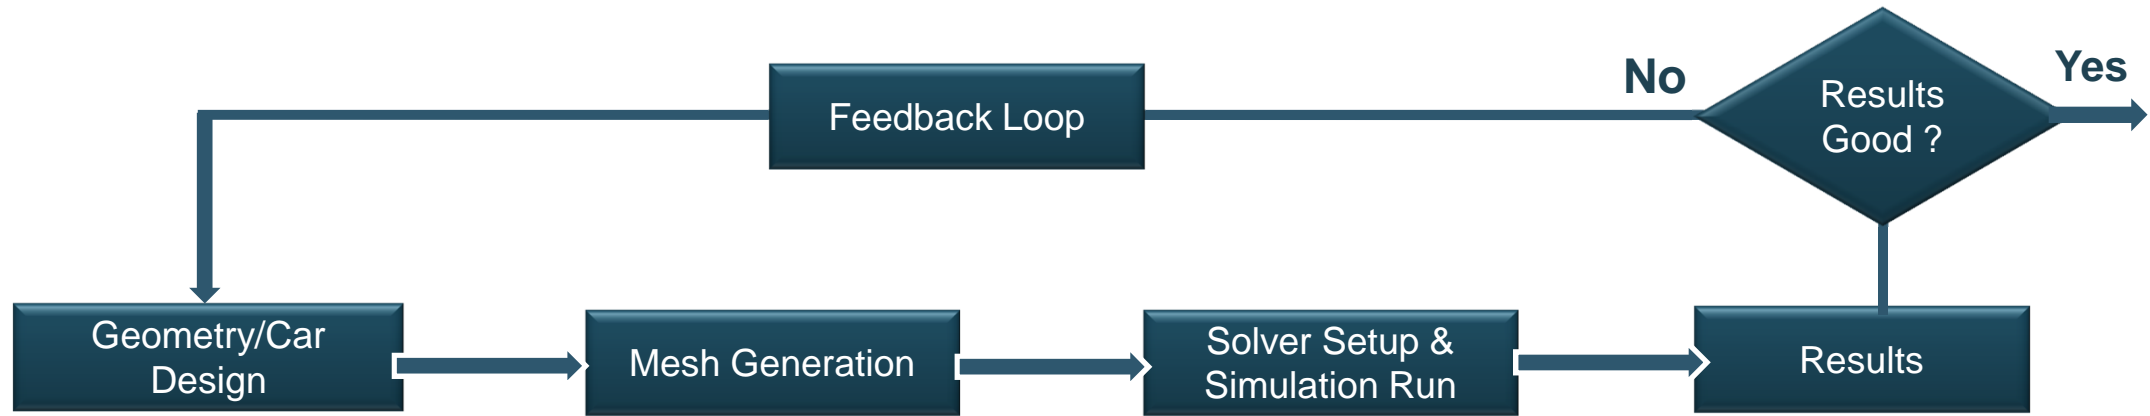 No
Yes
Results
Good ?
Feedback Loop
Geometry/Car
Design
Mesh Generation
Solver Setup &
Simulation Run
Results